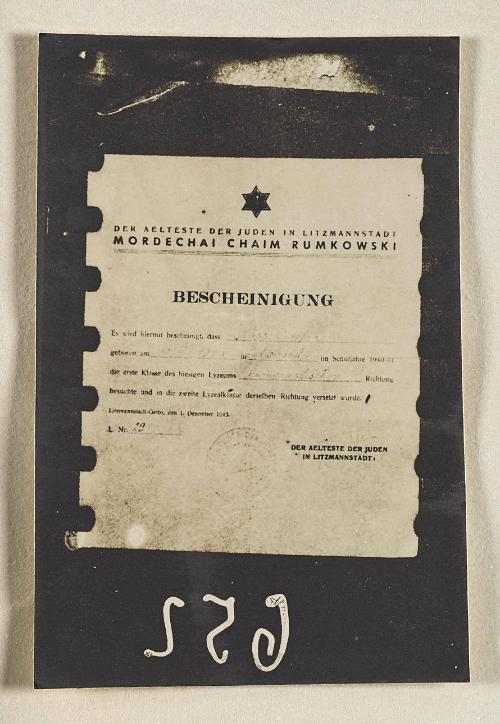 DER AELTESTE DER JUDEN IN LITZMANNSTADT
MORDECHAI CHAIM RUMKOWSKI
BESCHEINIGUNG
Es wird hiermit bescheinigt, dass
geboren am in im Schuljahre 1940/41
die erste Klasse des hiesigen Lyzeums Richtung
besuchte und in die zweite Lyzealklasse derselben Richtung versetzt wurde.
Litzmannstadt-Getto, den 1. Dezember 1943.
L. Nr. 29
DER AELTESTE DER JUDEN
IN LITZMANNSTADT: